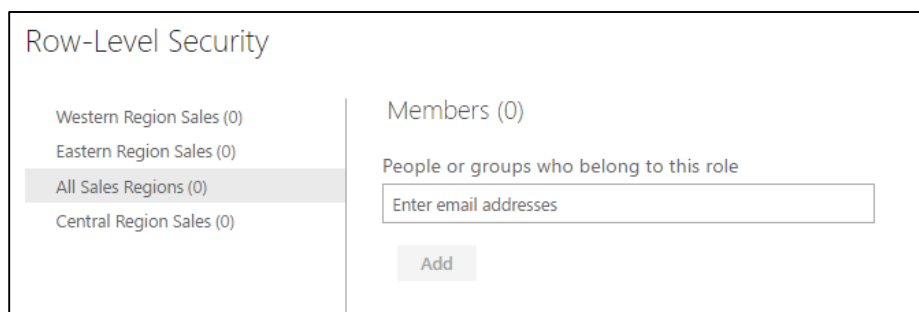 Row-Level Security
Western Region Sales (0)
Eastern Region Sales (0)
All Sales Regions (0)
Central Region Sales (0)
Members (0)
People or groups who belong to this role
Enter email addresses
Add